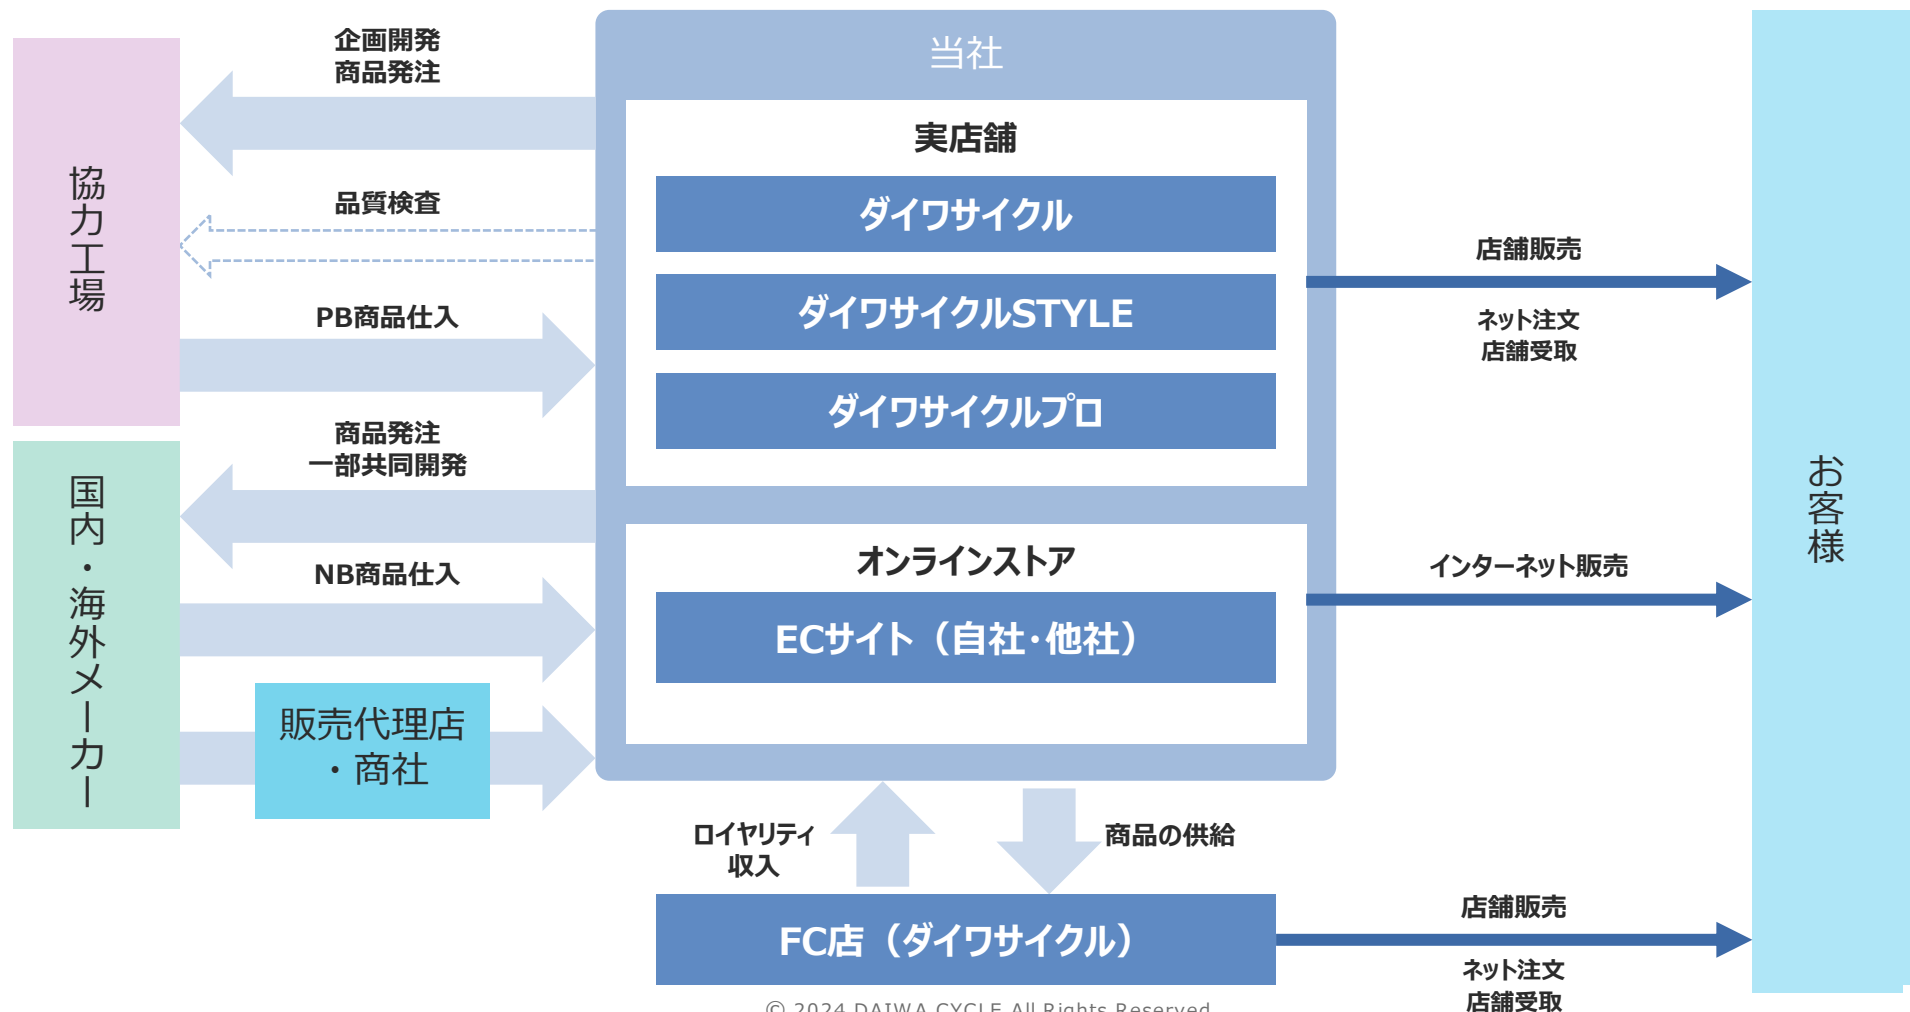 企画開発
商品発注
当社
実店舗
協力工場
品質検査
ダイワサイクル
店舗販売
PB商品仕入
ダイワサイクルSTYLE
ネット注文
店舗受取
ダイワサイクルプロ
商品発注
一部共同開発
国内・海外メーカー
お客様
オンラインストア
NB商品仕入
インターネット販売
ECサイト（自社・他社）
販売代理店
・商社
ロイヤリティ
収入
商品の供給
店舗販売
FC店（ダイワサイクル）
ネット注文
店舗受取
© 2024 DAIWA CYCLE All Rights Reserved